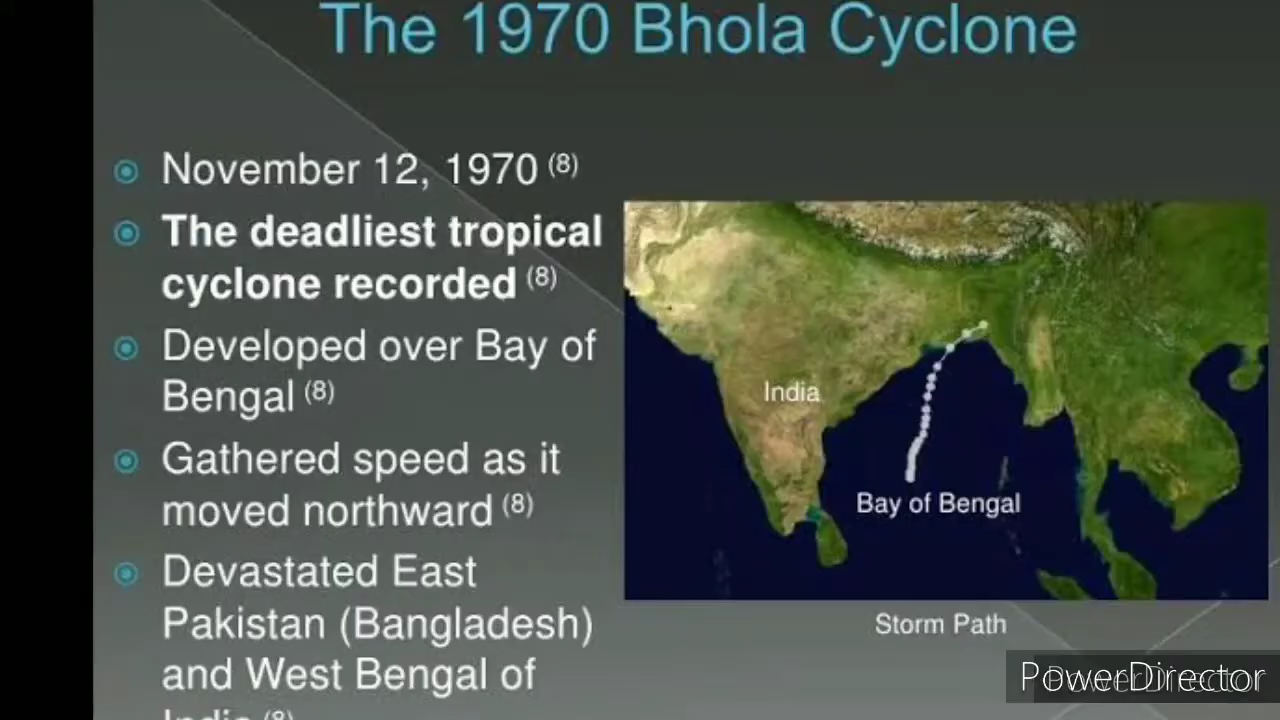 The 1970 Bhola Cyclone
November 12, 1970 (8)
The deadliest tropical
cyclone recorded (8)
Developed over Bay of
Bengal (8)
Gathered speed as it
moved northward (8)
Devastated East
Pakistan (Bangladesh)
and West Bengal of
India (8)
India
Bay of Bengal
Storm Path
PowerDirector